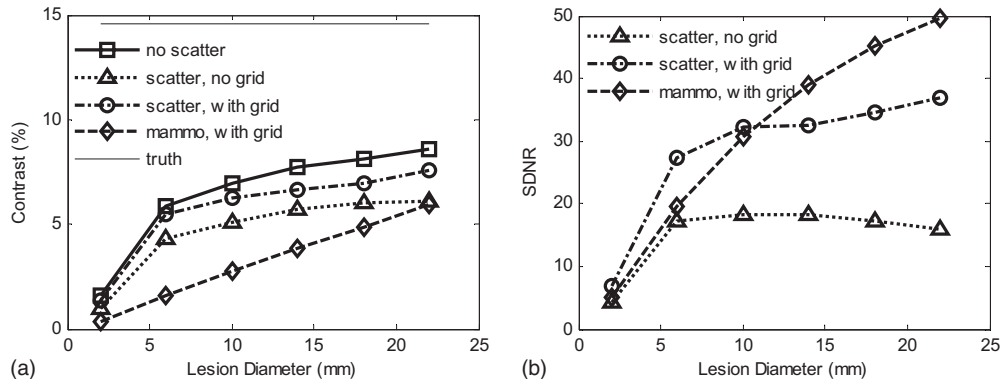 15
10
5
0
Contrast (%)
no scatter
scatter, no grid
scatter, with grid
mammo, with grid
truth
0 5 10 15 20 25
Lesion Diameter (mm)
(a)
50
40
30
20
10
0
SDNR
scatter, no grid
scatter, with grid
mammo, with grid
0 5 10 15 20 25
Lesion Diameter (mm)
(b)